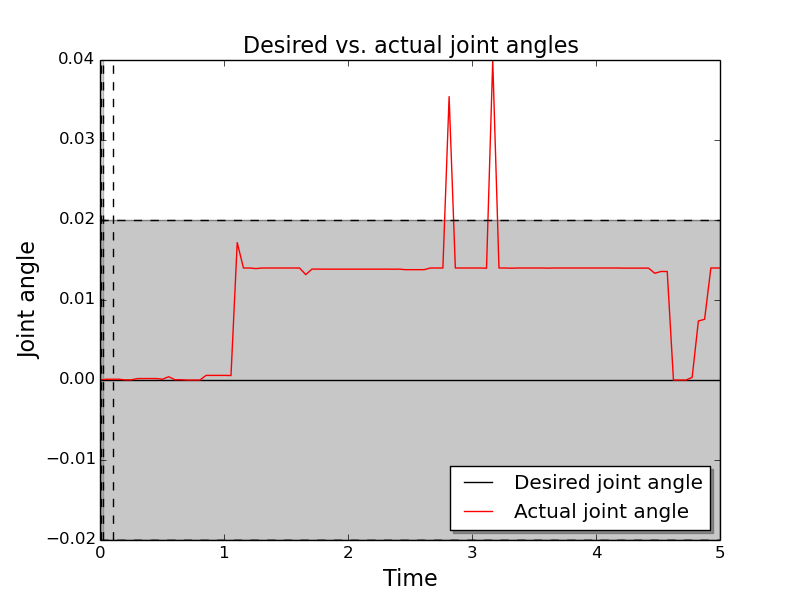 Desired vs. actual joint angles
0.04
0.03
0.02
0.01
0.00
−0.01
−0.02
Joint angle
0 1 2 3 4 5
Time
Desired joint angle
Actual joint angle